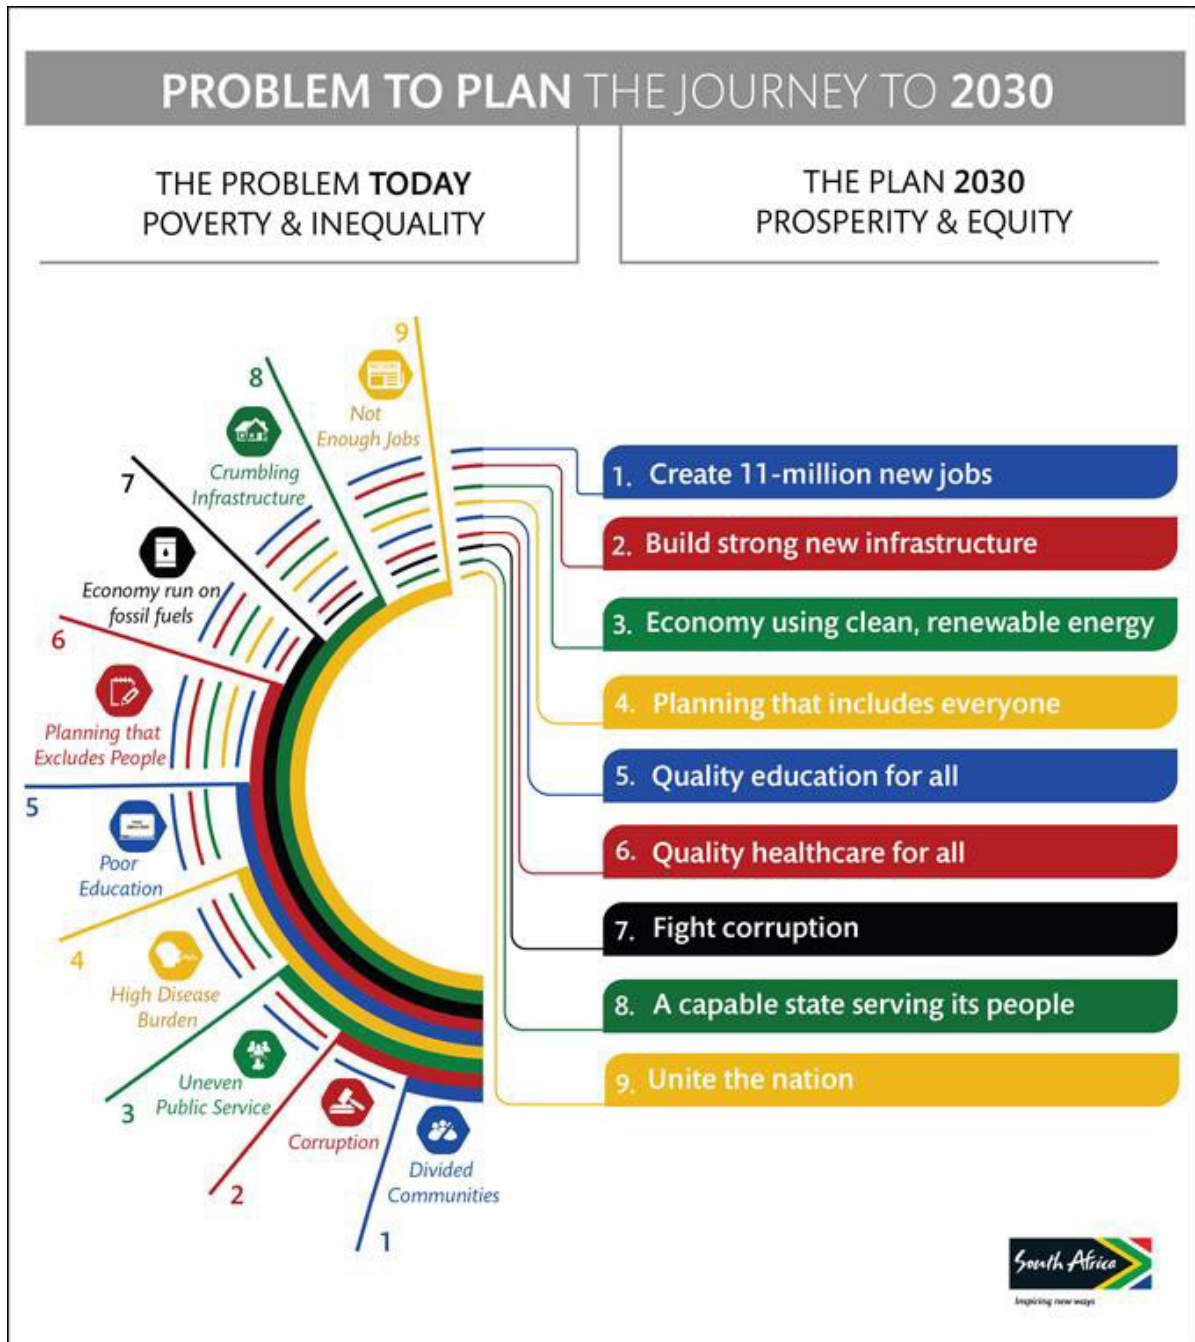 PROBLEM TO PLAN THE JOURNEY TO 2030
THE PROBLEM TODAY
POVERTY & INEQUALITY
THE PLAN 2030
PROSPERITY & EQUITY
9
Not
Enough Jobs
8
Crumbling
Infrastructure
7
Economy run on
fossil fuels
6
Planning that
Excludes People
5
Poor
Education
4
High Disease
Burden
3
Uneven
Public Service
2
Corruption
1
Divided
Communities
1. Create 11-million new jobs
2. Build strong new infrastructure
3. Economy using clean, renewable energy
4. Planning that includes everyone
5. Quality education for all
6. Quality healthcare for all
7. Fight corruption
8. A capable state serving its people
9. Unite the nation
South Africa
Inspiring new ways